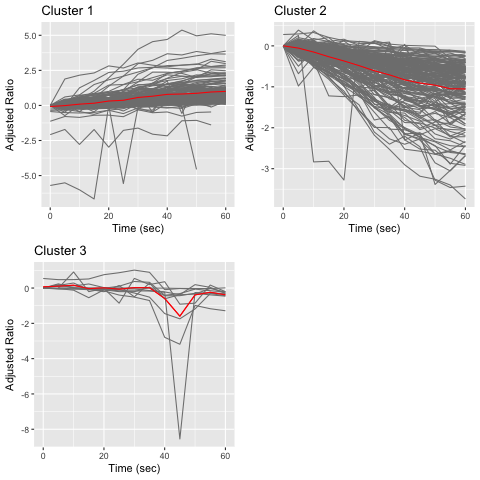 Cluster 1
5.0
2.5
0.0
-2.5
-5.0
Adjusted Ratio
0 20 40 60
Time (sec)
Cluster 2
0
-1
-2
-3
Adjusted Ratio
0 20 40 60
Time (sec)
Cluster 3
0
-2
-4
-6
-8
Adjusted Ratio
0 20 40 60
Time (sec)